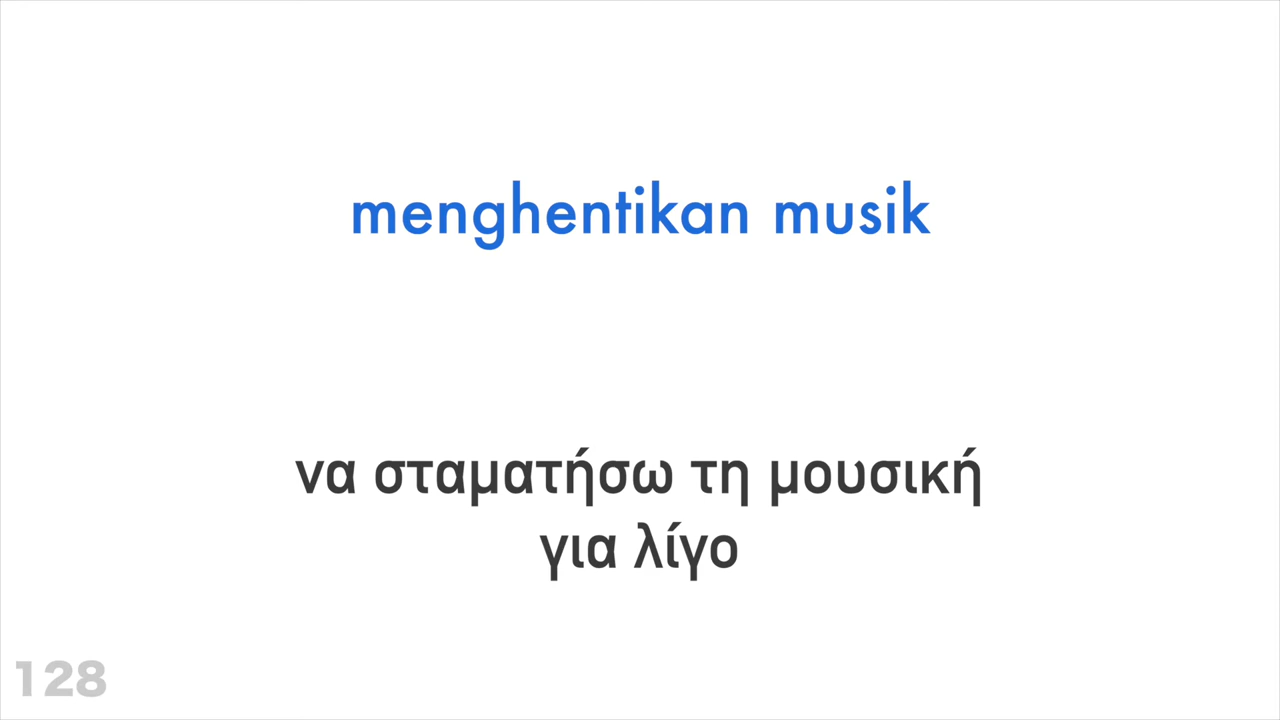 menghentikan musik
να σταματήσω τη μουσική
για λίγο
128